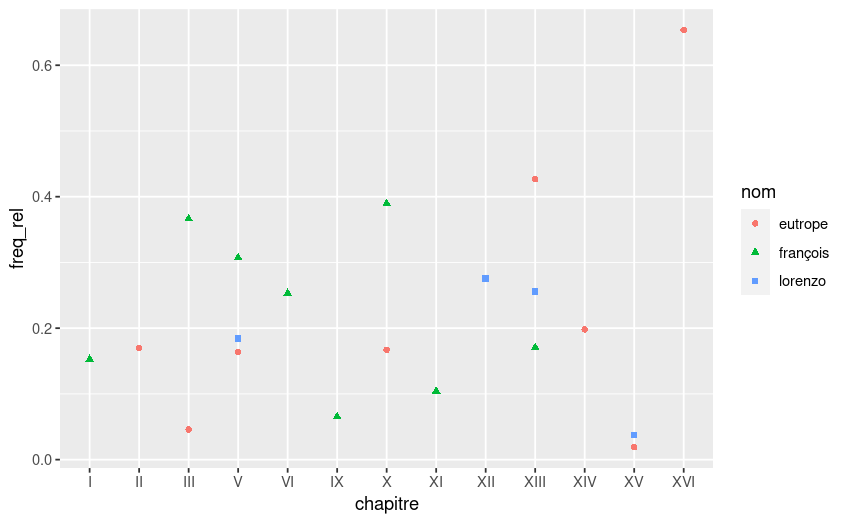 0.6
0.4
0.2
0.0
freq_rel
I II III V VI IX X XI XII XIII XIV XV XVI
chapitre
nom
eutrope
françois
lorenzo